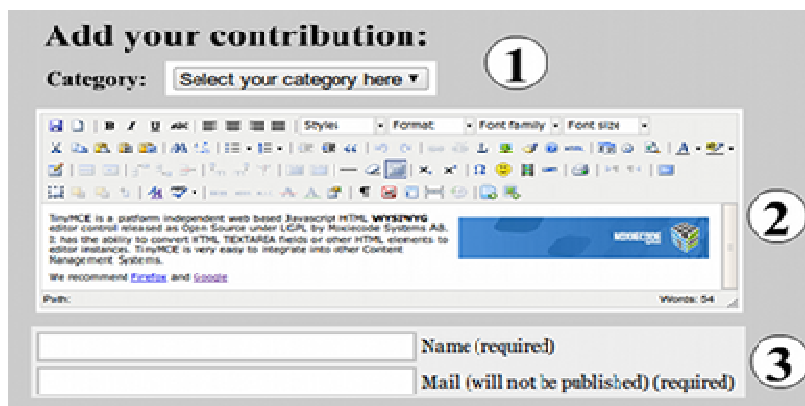 Add your contribution:
1
Category: Select your category here ▼
B I U ABC Styles Format Font family Font size
TinyMCE is a platform independent web based Javascript HTML WYSIWYG
editor control released as Open Source under LGPL by Moxiecode Systems AB.
It has the ability to convert HTML TEXTAREA fields or other HTML elements to
editor instances. TinyMCE is very easy to integrate into other Content
Management Systems.
MOXIECODE
2
We recommend Firefox and Google
Path: Words: 54
Name (required)
3
Mail (will not be published) (required)